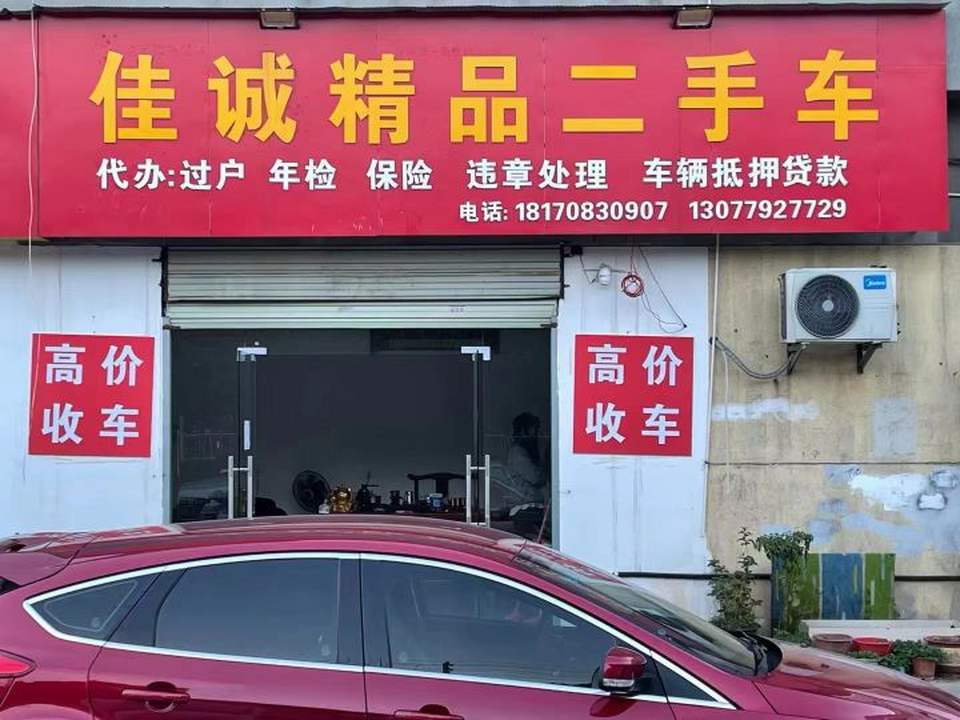 佳诚精品二手车
代办:过户 年检 保险 违章处理 车辆抵押贷款
电话: 18170830907 13077927729
高价
收车
高价
收车
Midea